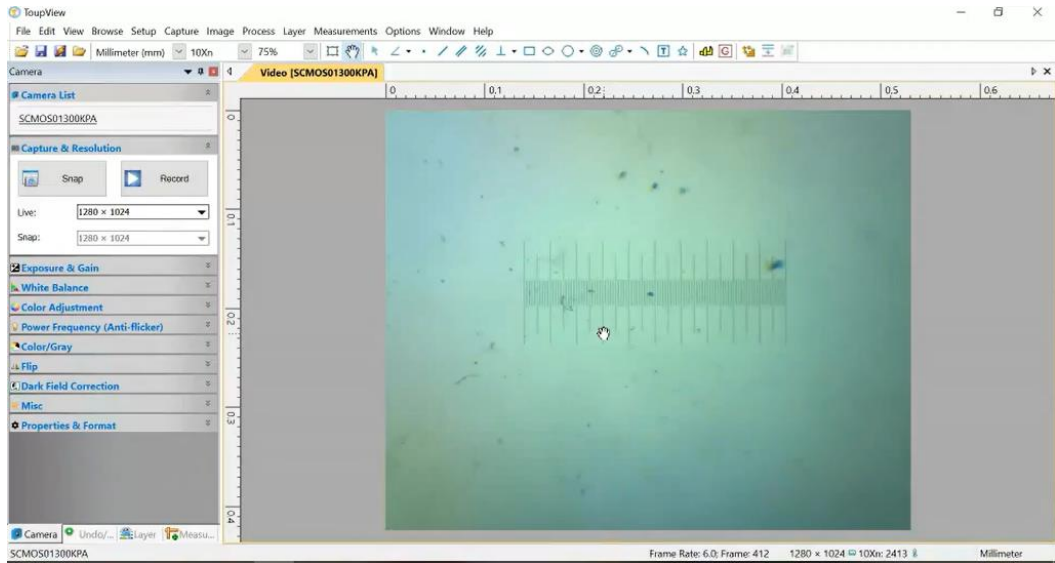 ToupView
File Edit View Browse Setup Capture Image Process Layer Measurements Options Window Help
Millimeter (mm) 10Xn 75%
Camera
Video [SCMOS01300KPA]
Camera List
SCMOS01300KPA
Capture & Resolution
Snap Record
Live: 1280 × 1024
Snap: 1280 × 1024
Exposure & Gain
White Balance
Color Adjustment
Power Frequency (Anti-flicker)
Color/Gray
Flip
Dark Field Correction
Misc
Properties & Format
0 0.1 0.2 0.3 0.4 0.5 0.6
0
0.1
0.2
0.3
0.4
Camera Undo/... Layer Measu...
SCMOS01300KPA
Frame Rate: 6.0; Frame: 412 1280 × 1024 10Xn: 2413 Millimeter